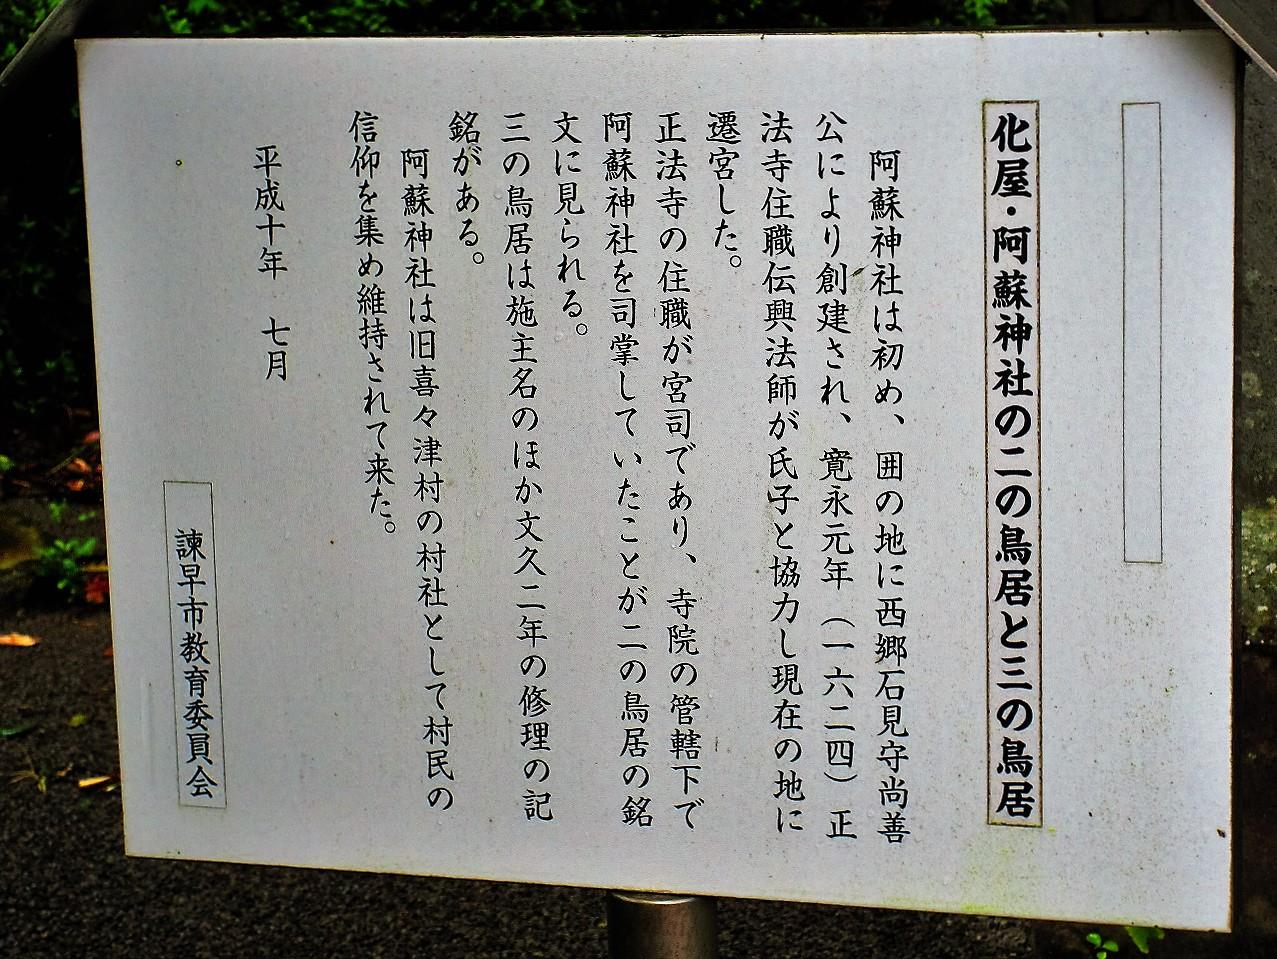 化屋・阿蘇神社の二の鳥居と三の鳥居
阿蘇神社は初め、囲の地に西郷石見守尚善
公により創建され、寛永元年（一六二四）正
法寺住職伝興法師が氏子と協力し現在の地に
遷宮した。
正法寺の住職が宮司であり、寺院の管轄下で
阿蘇神社を司掌していたことが二の鳥居の銘
文に見られる。
三の鳥居は施主名のほか文久二年の修理の記
銘がある。
阿蘇神社は旧喜々津村の村社として村民の
信仰を集め維持されて来た。
平成十年　七月
諫早市教育委員会